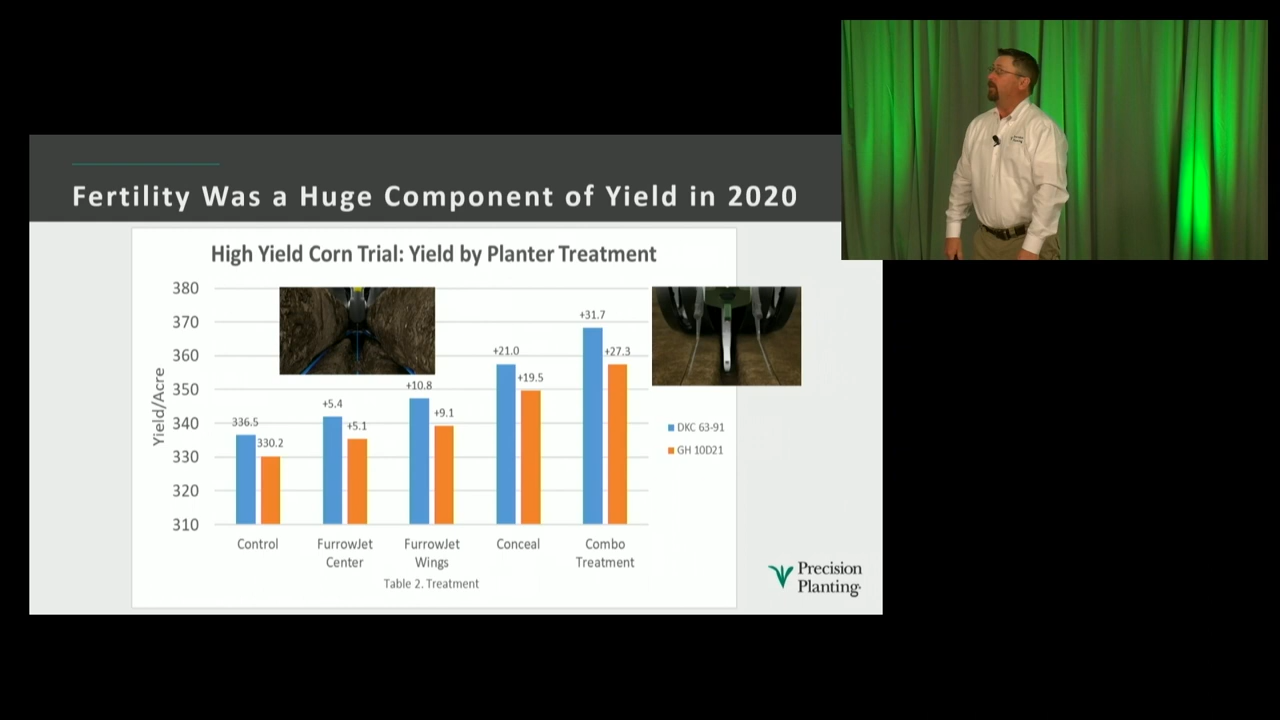 Fertility Was a Huge Component of Yield in 2020
High Yield Corn Trial: Yield by Planter Treatment
380
370
360
350
340
330
320
310
Yield/Acre
336.5
330.2
+5.4
+5.1
+10.8
+9.1
+21.0
+19.5
+31.7
+27.3
DKC 63-91
GH 10D21
Control
FurrowJet Center
FurrowJet Wings
Conceal
Combo Treatment
Table 2. Treatment
Precision
Planting